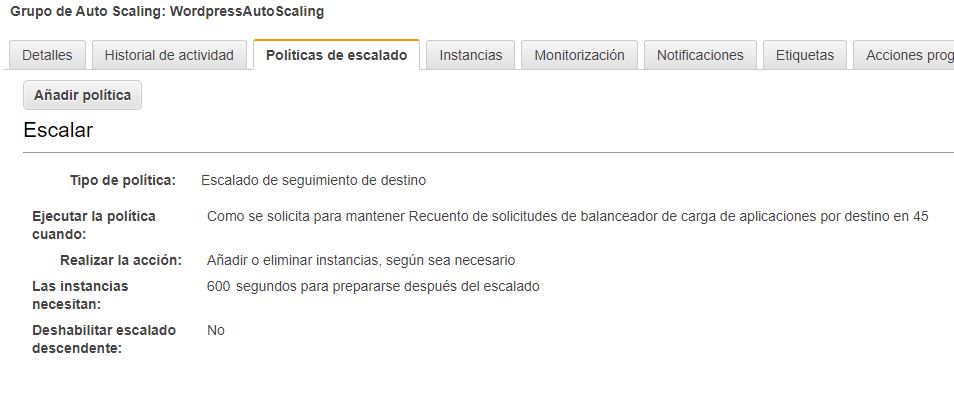 Grupo de Auto Scaling: WordpressAutoScaling
Detalles
Historial de actividad
Políticas de escalado
Instancias
Monitorización
Notificaciones
Etiquetas
Acciones prog
Añadir política
Escalar
Tipo de política: Escalado de seguimiento de destino
Ejecutar la política Como se solicita para mantener Recuento de solicitudes de balanceador de carga de aplicaciones por destino en 45
cuando:
Realizar la acción: Añadir o eliminar instancias, según sea necesario
Las instancias 600 segundos para prepararse después del escalado
necesitan:
Deshabilitar escalado No
descendente: